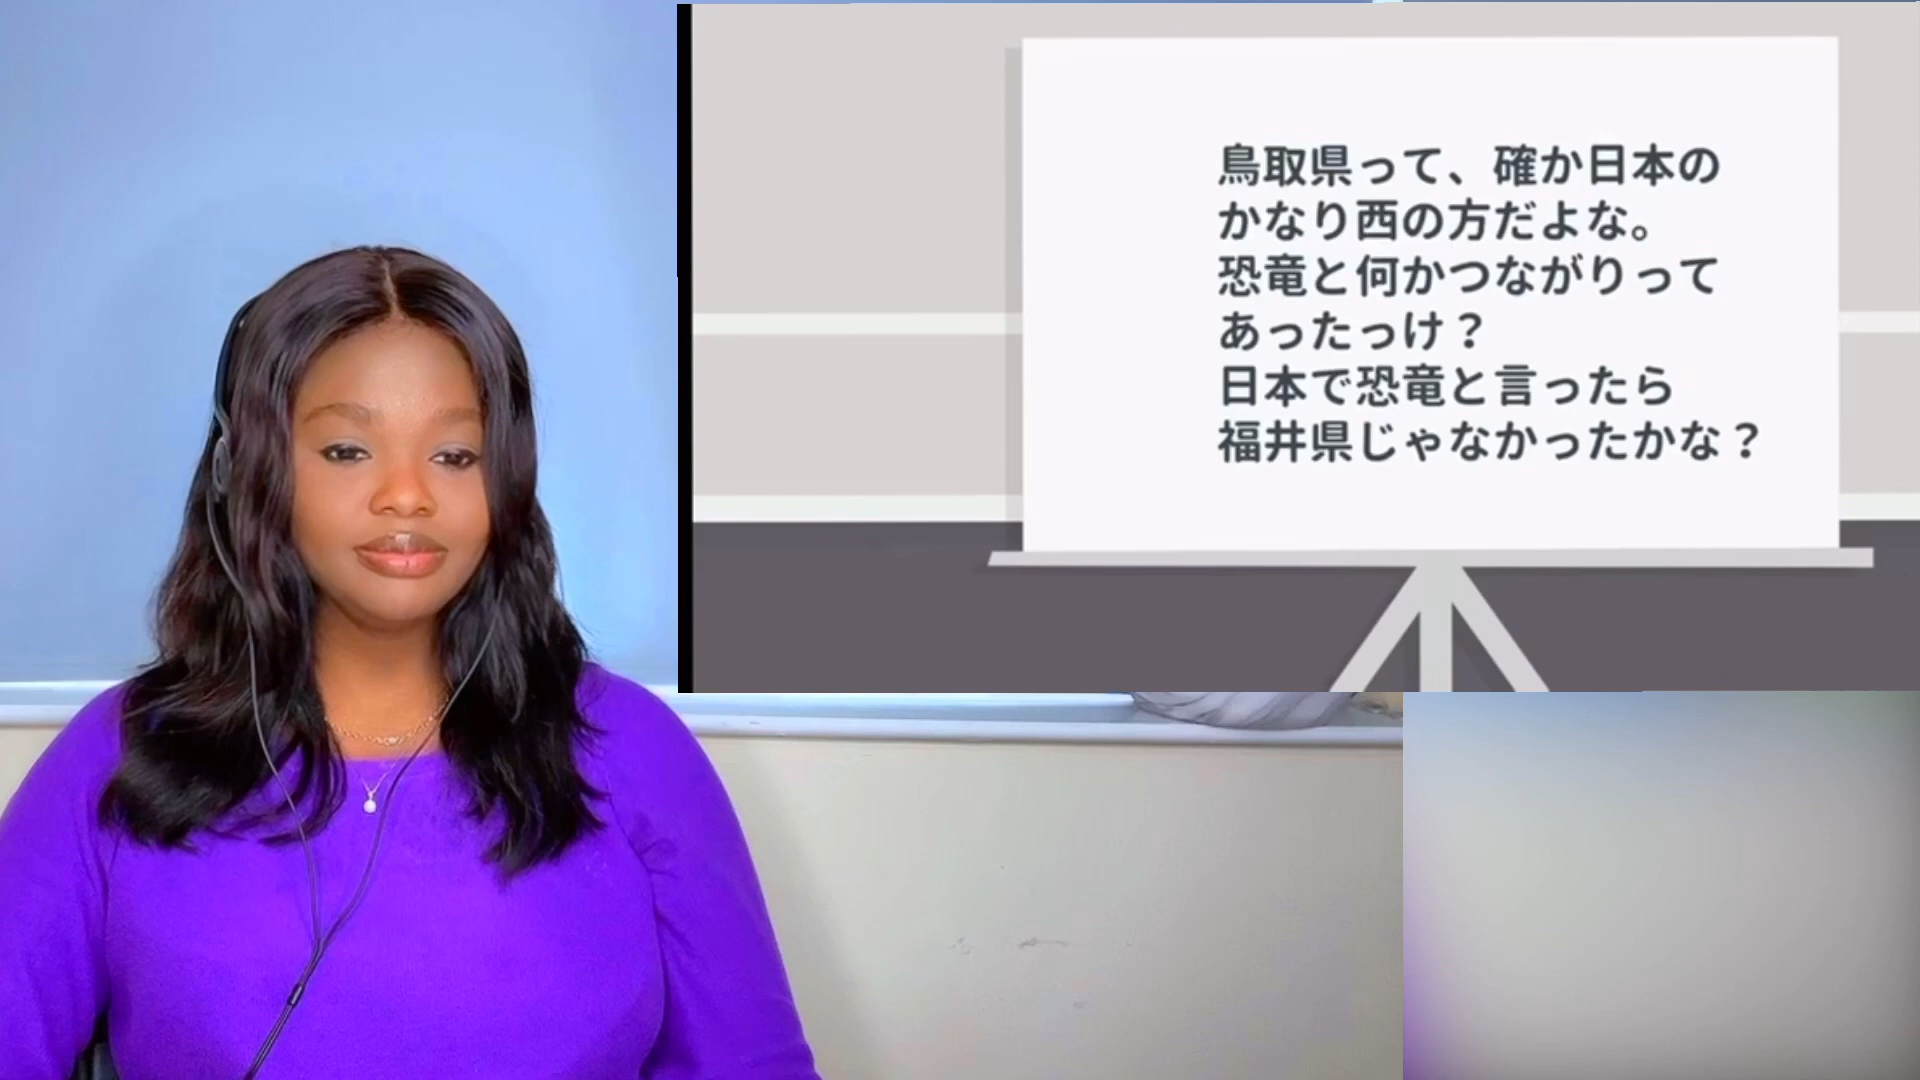 鳥取県って、確か日本の
かなり西の方だよな。
恐竜と何かつながりって
あったっけ？
日本で恐竜と言ったら
福井県じゃなかったかな？